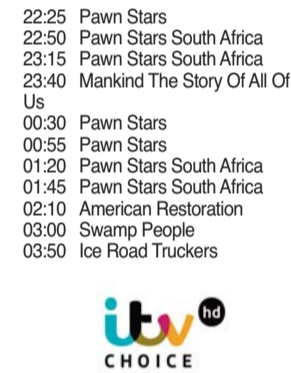 22:25 Pawn Stars
22:50 Pawn Stars South Africa
23:15 Pawn Stars South Africa
23:40 Mankind The Story Of All Of
Us
00:30 Pawn Stars
00:55 Pawn Stars
01:20 Pawn Stars South Africa
01:45 Pawn Stars South Africa
02:10 American Restoration
03:00 Swamp People
03:50 Ice Road Truckers
itv hd
CHOICE